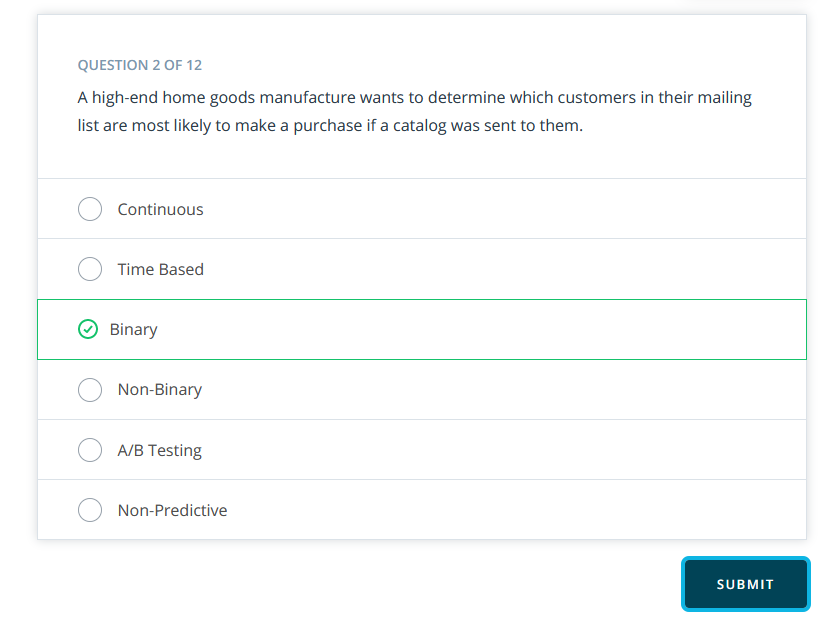 QUESTION 2 OF 12
A high-end home goods manufacture wants to determine which customers in their mailing
list are most likely to make a purchase if a catalog was sent to them.
Continuous
Time Based
Binary
Non-Binary
A/B Testing
Non-Predictive
SUBMIT